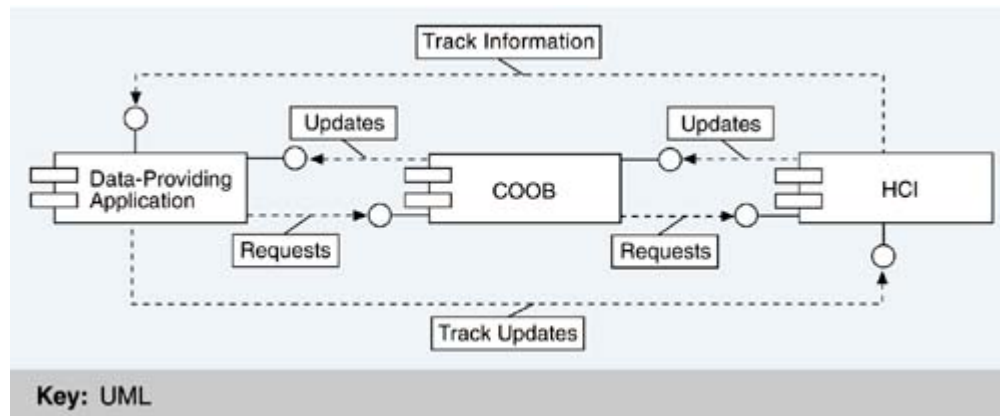 Track Information
Updates
Updates
Data-Providing
Application
COOB
HCI
Requests
Requests
Track Updates
Key: UML